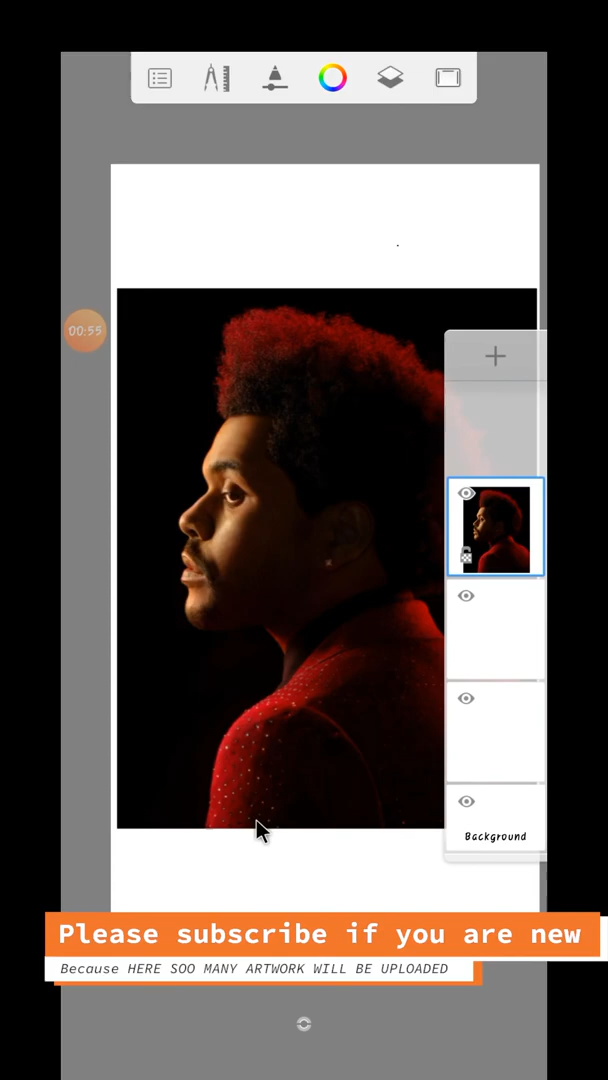 00:55
Background
Please subscribe if you are new
Because HERE SOO MANY ARTWORK WILL BE UPLOADED